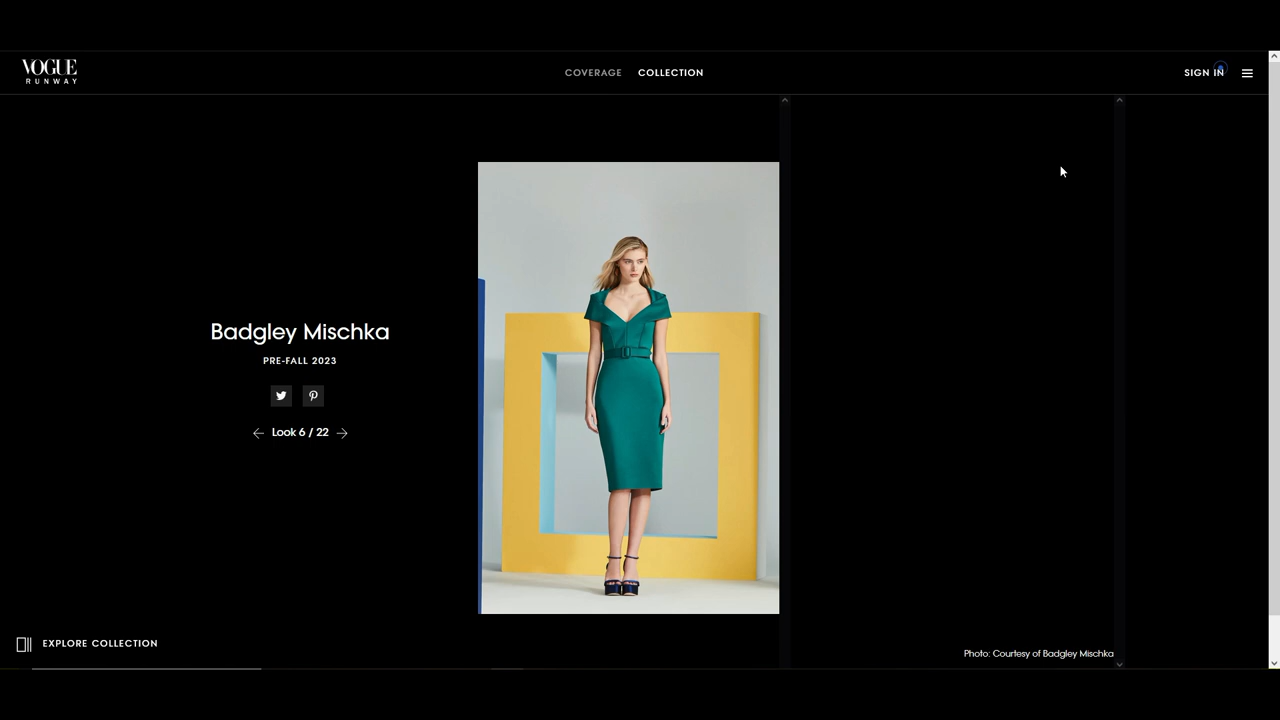 VOGUE
RUNWAY
COVERAGE COLLECTION
SIGN IN
Badgley Mischka
PRE-FALL 2023
Look 6 / 22
EXPLORE COLLECTION
Photo: Courtesy of Badgley Mischka